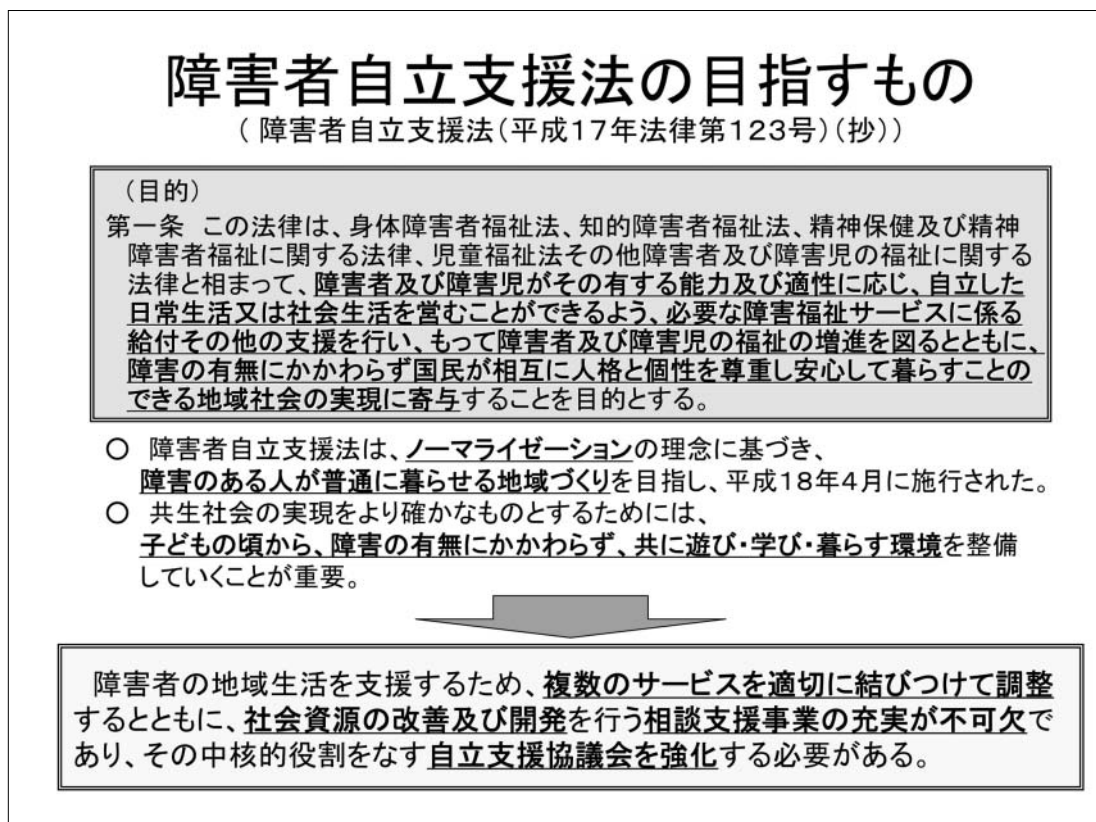 障害者自立支援法の目指すもの
（ 障害者自立支援法（平成１７年法律第１２３号）（抄））
（目的）
第一条 この法律は、身体障害者福祉法、知的障害者福祉法、精神保健及び精神
障害者福祉に関する法律、児童福祉法その他障害者及び障害児の福祉に関する
法律と相まって、障害者及び障害児がその有する能力及び適性に応じ、自立した
日常生活又は社会生活を営むことができるよう、必要な障害福祉サービスに係る
給付その他の支援を行い、もって障害者及び障害児の福祉の増進を図るとともに、
障害の有無にかかわらず国民が相互に人格と個性を尊重し安心して暮らすことの
できる地域社会の実現に寄与することを目的とする。
○ 障害者自立支援法は、ノーマライゼーションの理念に基づき、
障害のある人が普通に暮らせる地域づくりを目指し、平成１８年４月に施行された。
○ 共生社会の実現をより確かなものとするためには、
子どもの頃から、障害の有無にかかわらず、共に遊び・学び・暮らす環境を整備
していくことが重要。
障害者の地域生活を支援するため、複数のサービスを適切に結びつけて調整
するとともに、社会資源の改善及び開発を行う相談支援事業の充実が不可欠で
あり、その中核的役割をなす自立支援協議会を強化する必要がある。